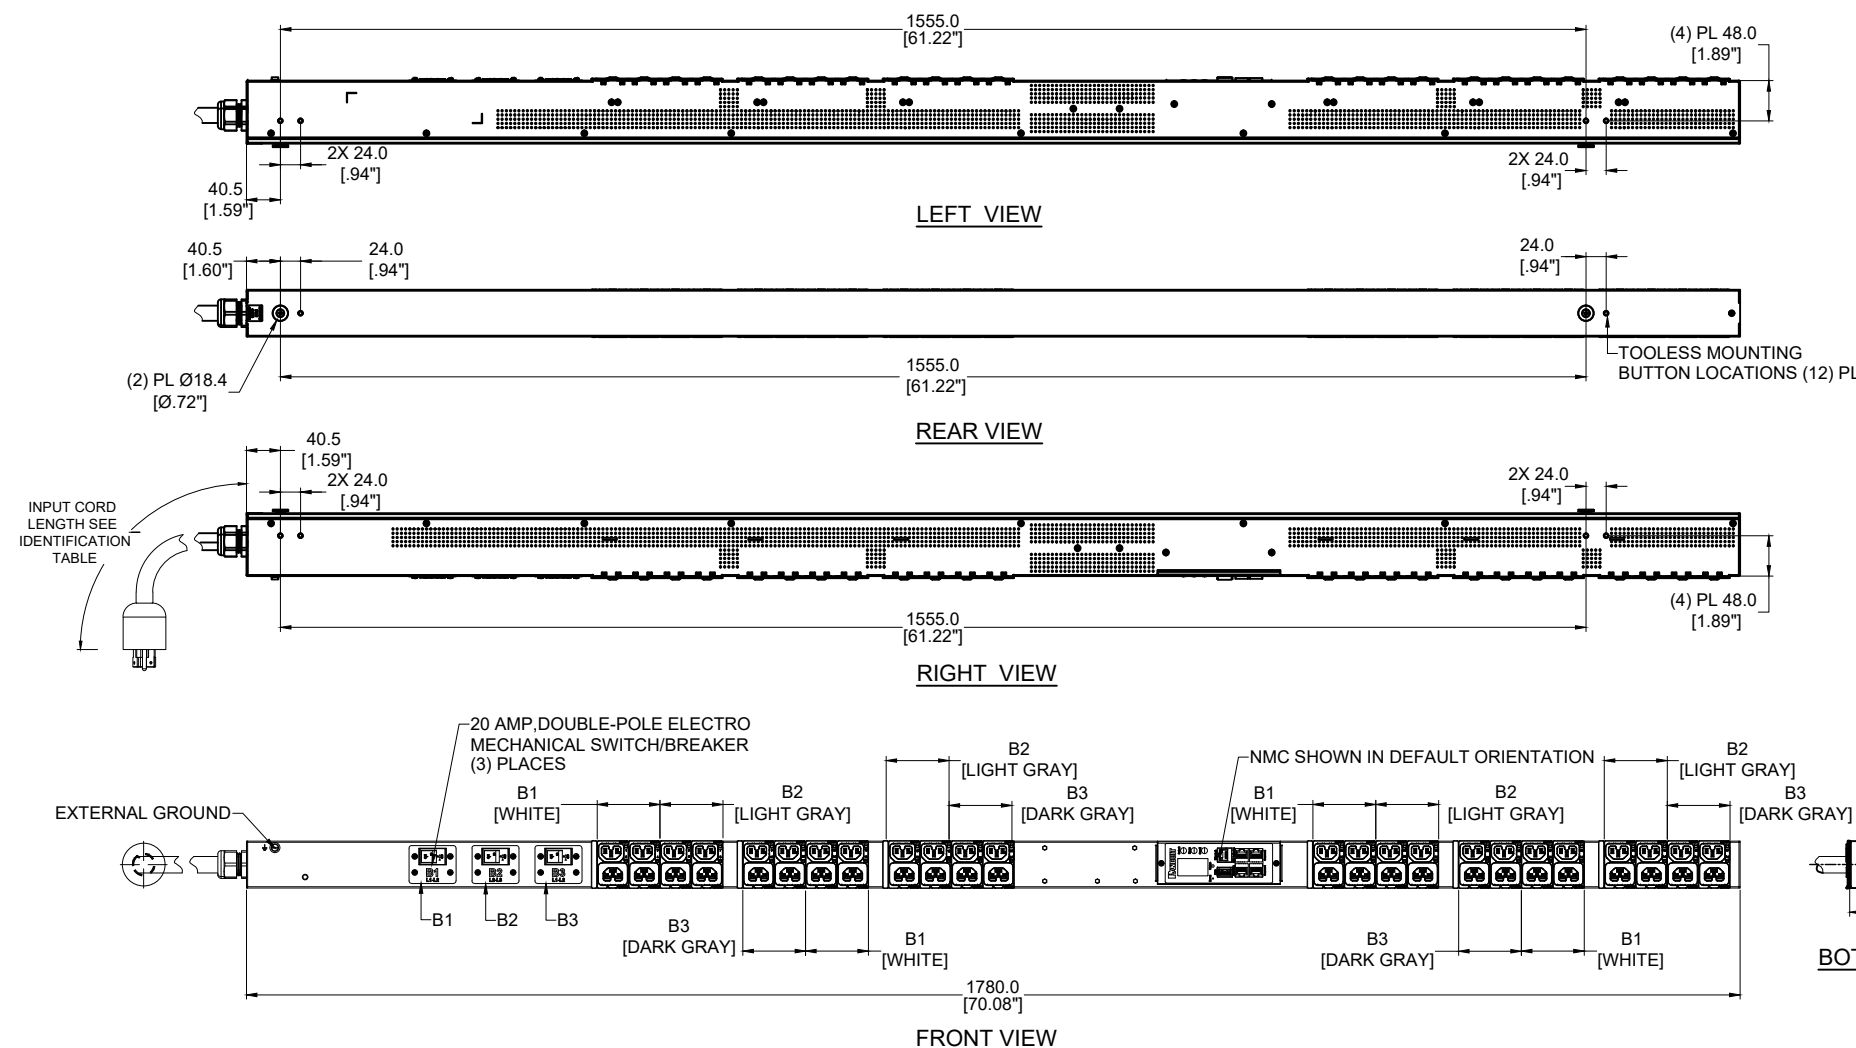 1555.0
[61.22"]
(4) PL 48.0
[1.89"]
2X 24.0
[.94"]
40.5
[1.59"]
2X 24.0
[.94"]
LEFT VIEW
40.5
[1.60"]
24.0
[.94"]
24.0
[.94"]
(2) PL Ø18.4
[Ø.72"]
1555.0
[61.22"]
TOOLESS MOUNTING
BUTTON LOCATIONS (12) PL
REAR VIEW
40.5
[1.59"]
2X 24.0
[.94"]
2X 24.0
[.94"]
INPUT CORD
LENGTH SEE
IDENTIFICATION
TABLE
(4) PL 48.0
[1.89"]
1555.0
[61.22"]
RIGHT VIEW
20 AMP,DOUBLE-POLE ELECTRO
MECHANICAL SWITCH/BREAKER
(3) PLACES
B2
[LIGHT GRAY]
NMC SHOWN IN DEFAULT ORIENTATION
B2
[LIGHT GRAY]
EXTERNAL GROUND
B1
[WHITE]
B2
[LIGHT GRAY]
B3
[DARK GRAY]
B1
[WHITE]
B2
[LIGHT GRAY]
B3
[DARK GRAY]
B1
B2
B3
B1
B2
B3
B3
[DARK GRAY]
B1
[WHITE]
B3
[DARK GRAY]
B1
[WHITE]
BOT
1780.0
[70.08"]
FRONT VIEW